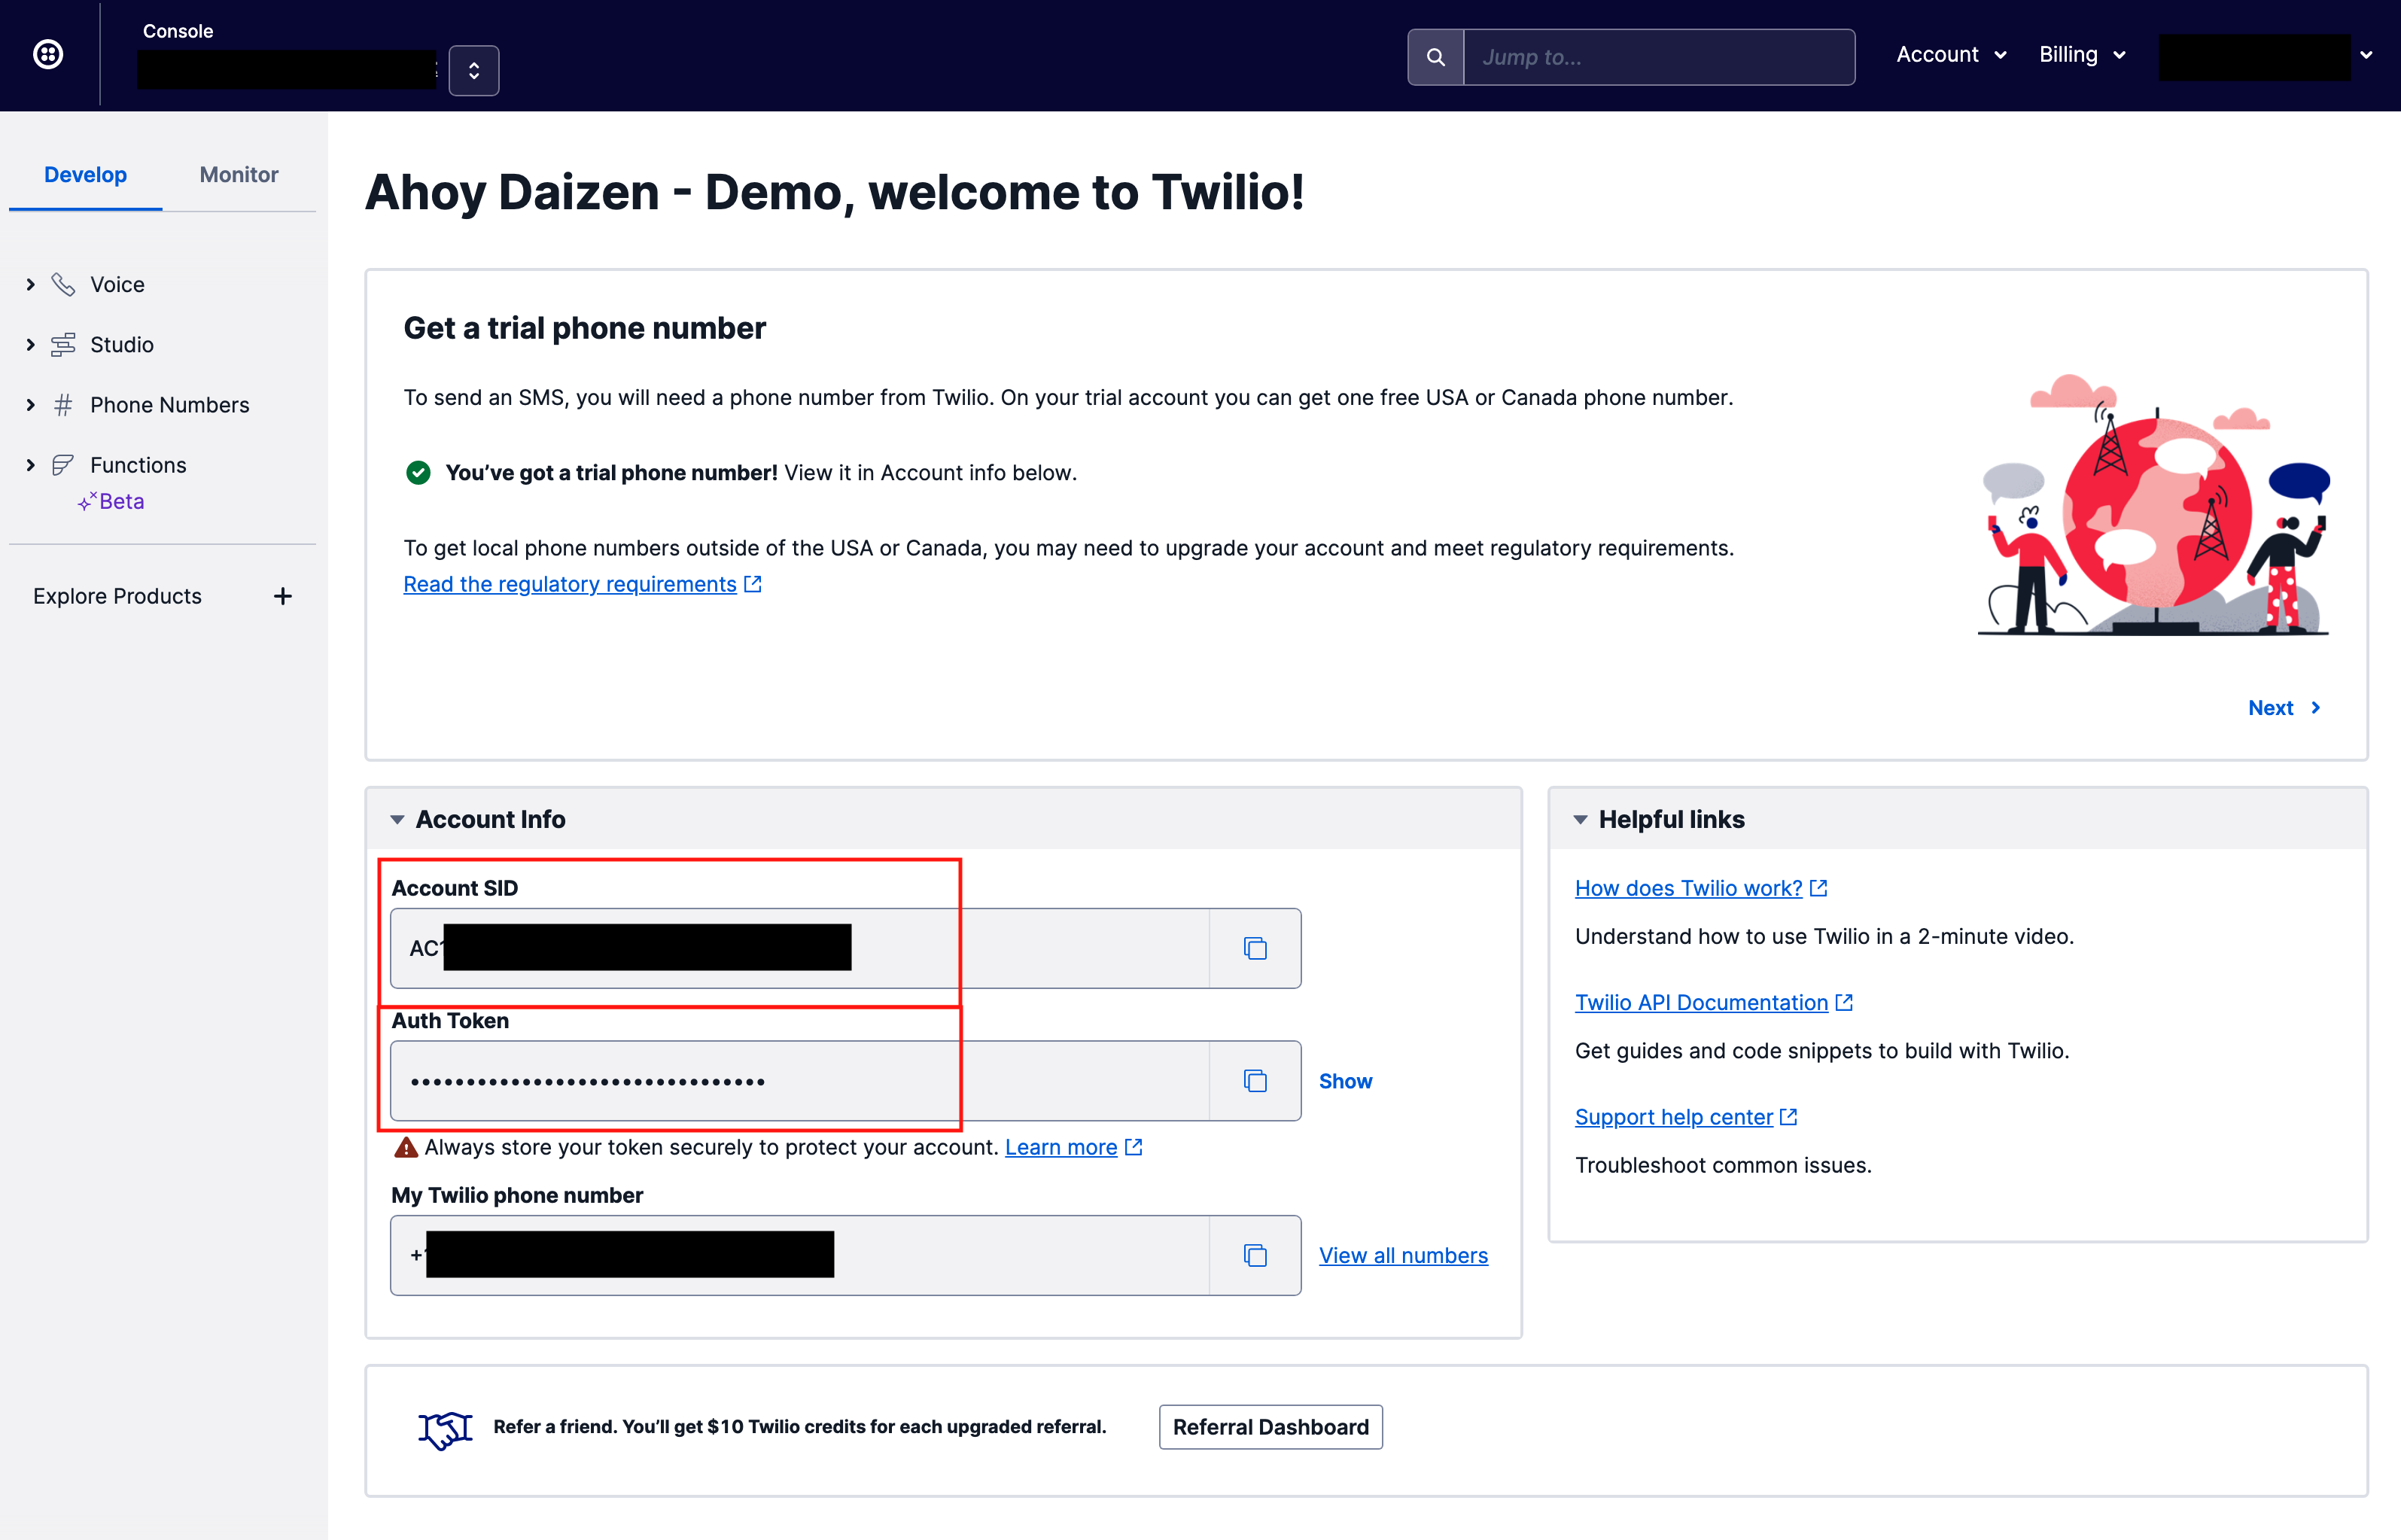 Console
Jump to...
Account
Billing
Develop
Monitor
Voice
Studio
Phone Numbers
Functions
Beta
Explore Products
Ahoy Daizen - Demo, welcome to Twilio!
Get a trial phone number
To send an SMS, you will need a phone number from Twilio. On your trial account you can get one free USA or Canada phone number.
You’ve got a trial phone number! View it in Account info below.
To get local phone numbers outside of the USA or Canada, you may need to upgrade your account and meet regulatory requirements.
Read the regulatory requirements
Next
Account Info
Account SID
AC
Auth Token
••••••••••••••••••••••••••••••••
Show
Always store your token securely to protect your account. Learn more
My Twilio phone number
+
View all numbers
Helpful links
How does Twilio work?
Understand how to use Twilio in a 2-minute video.
Twilio API Documentation
Get guides and code snippets to build with Twilio.
Support help center
Troubleshoot common issues.
Refer a friend. You’ll get $10 Twilio credits for each upgraded referral.
Referral Dashboard